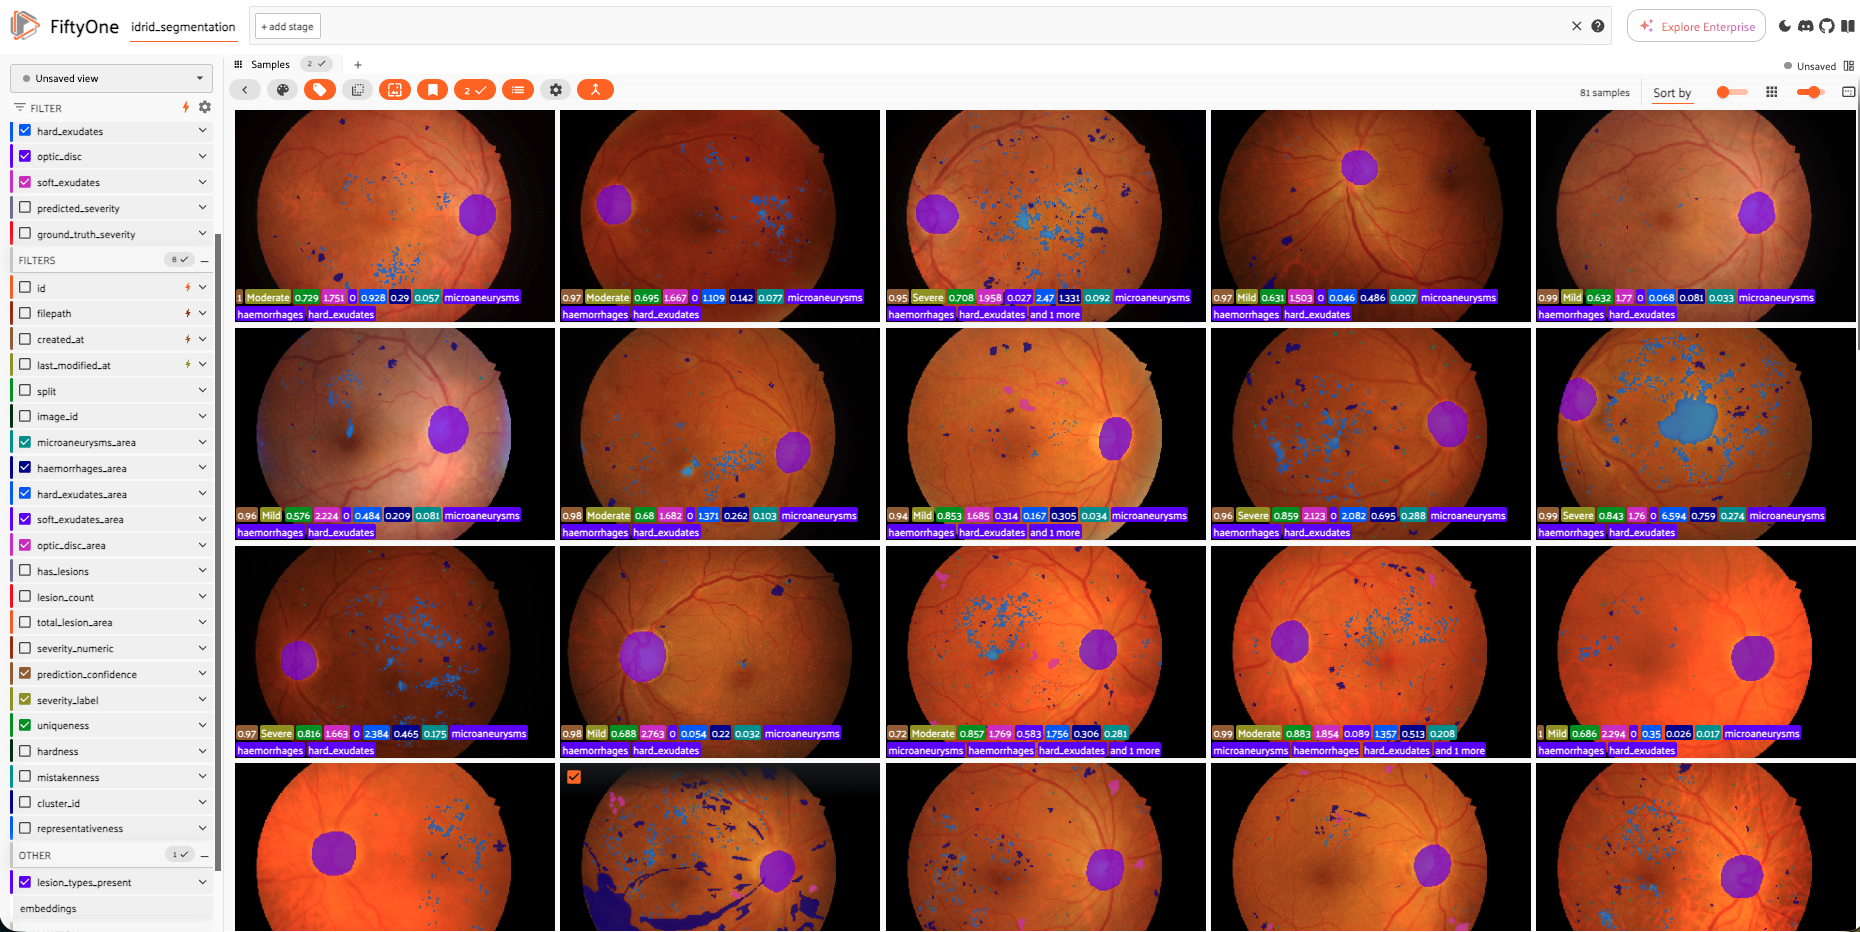 FiftyOne
idrid_segmentation
+ add stage
Explore Enterprise
Unsaved view
Samples
2
+
Unsaved
2
81 samples
Sort by
FILTER
hard_exudates
optic_disc
soft_exudates
predicted_severity
ground_truth_severity
FILTERS
8
id
filepath
created_at
last_modified_at
split
image_id
microaneurysms_area
haemorrhages_area
hard_exudates_area
soft_exudates_area
optic_disc_area
has_lesions
lesion_count
total_lesion_area
severity_numeric
prediction_confidence
severity_label
uniqueness
hardness
mistakenness
cluster_id
representativeness
OTHER
1
lesion_types_present
embeddings
1 Moderate 0.729 1.751 0 0.928 0.29 0.057 microaneurysms
haemorrhages hard_exudates
0.97 Moderate 0.695 1.667 0 1.109 0.142 0.077 microaneurysms
haemorrhages hard_exudates
0.95 Severe 0.708 1.958 0.027 2.47 1.331 0.092 microaneurysms
haemorrhages hard_exudates and 1 more
0.97 Mild 0.631 1.503 0 0.046 0.486 0.007 microaneurysms
haemorrhages hard_exudates
0.99 Mild 0.632 1.77 0 0.068 0.081 0.033 microaneurysms
haemorrhages hard_exudates
0.96 Mild 0.576 2.224 0 0.484 0.209 0.081 microaneurysms
haemorrhages hard_exudates
0.98 Moderate 0.68 1.682 0 1.371 0.262 0.103 microaneurysms
haemorrhages hard_exudates
0.94 Mild 0.853 1.685 0.314 0.167 0.305 0.034 microaneurysms
haemorrhages hard_exudates and 1 more
0.96 Severe 0.859 2.123 0 2.082 0.695 0.288 microaneurysms
haemorrhages hard_exudates
0.99 Severe 0.843 1.76 0 6.594 0.759 0.274 microaneurysms
haemorrhages hard_exudates
0.97 Severe 0.816 1.663 0 2.384 0.465 0.175 microaneurysms
haemorrhages hard_exudates
0.98 Mild 0.688 2.763 0 0.054 0.22 0.032 microaneurysms
haemorrhages hard_exudates
0.72 Moderate 0.857 1.769 0.583 1.756 0.306 0.281
microaneurysms haemorrhages hard_exudates and 1 more
0.99 Moderate 0.883 1.854 0.089 1.357 0.513 0.208
microaneurysms haemorrhages hard_exudates and 1 more
1 Mild 0.686 2.294 0 0.35 0.026 0.017 microaneurysms
haemorrhages hard_exudates